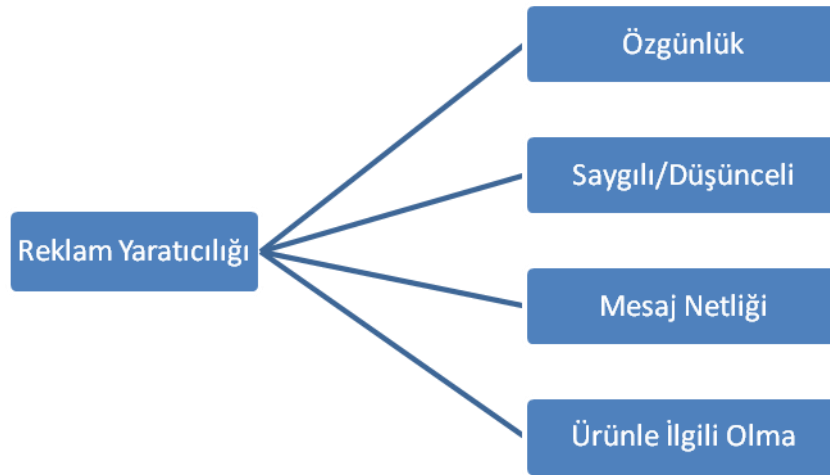 Özgünlük
Saygılı/Düşünceli
Reklam Yaratıcılığı
Mesaj Netliği
Ürünle İlgili Olma